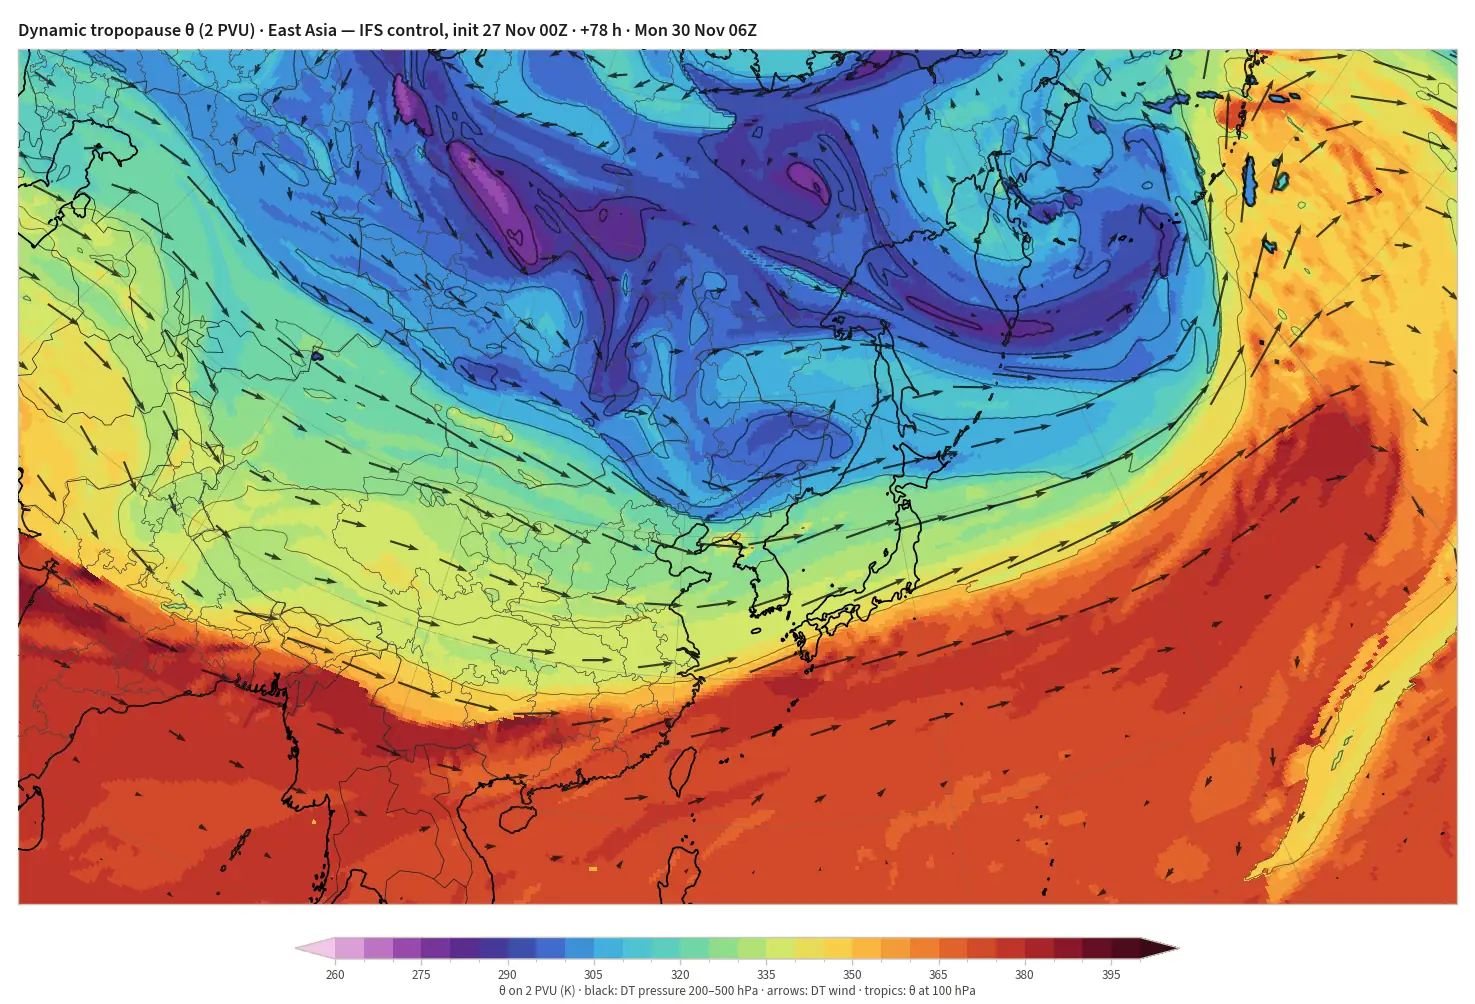 Dynamic tropopause θ (2 PVU) · East Asia — IFS control, init 27 Nov 00Z · +78 h · Mon 30 Nov 06Z
260 275 290 305 320 335 350 365 380 395
θ on 2 PVU (K) · black: DT pressure 200–500 hPa · arrows: DT wind · tropics: θ at 100 hPa